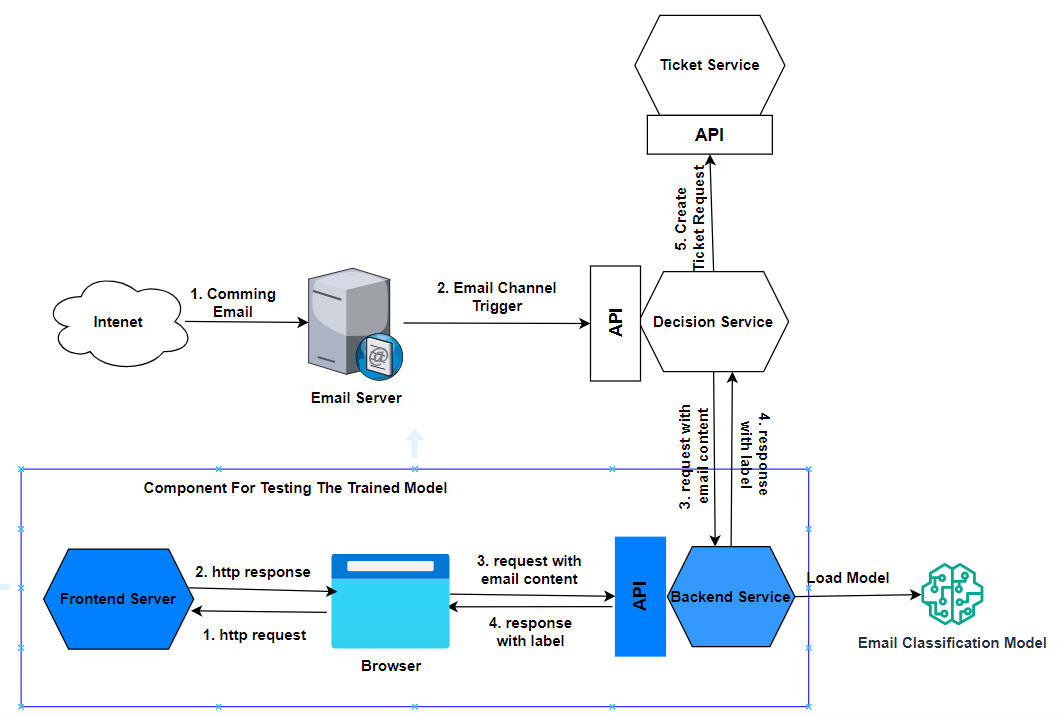 Ticket Service
API
5. Create
Ticket Request
1. Comming
Email
Intenet
Email Server
2. Email Channel
Trigger
API
Decision Service
3. request with
email content
4. response
with label
Component For Testing The Trained Model
Frontend Server
2. http response
1. http request
Browser
3. request with
email content
4. response
with label
API
Backend Service
Load Model
Email Classification Model